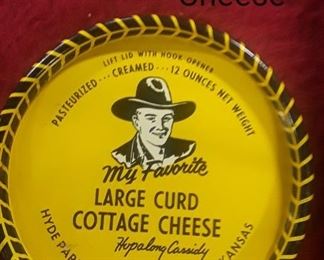 LIFT LID WITH HOOK OPENER
PASTEURIZED...CREAMED...12 OUNCES NET WEIGHT
My Favorite
LARGE CURD
COTTAGE CHEESE
Hopalong Cassidy
HYDE PAR
KANSAS